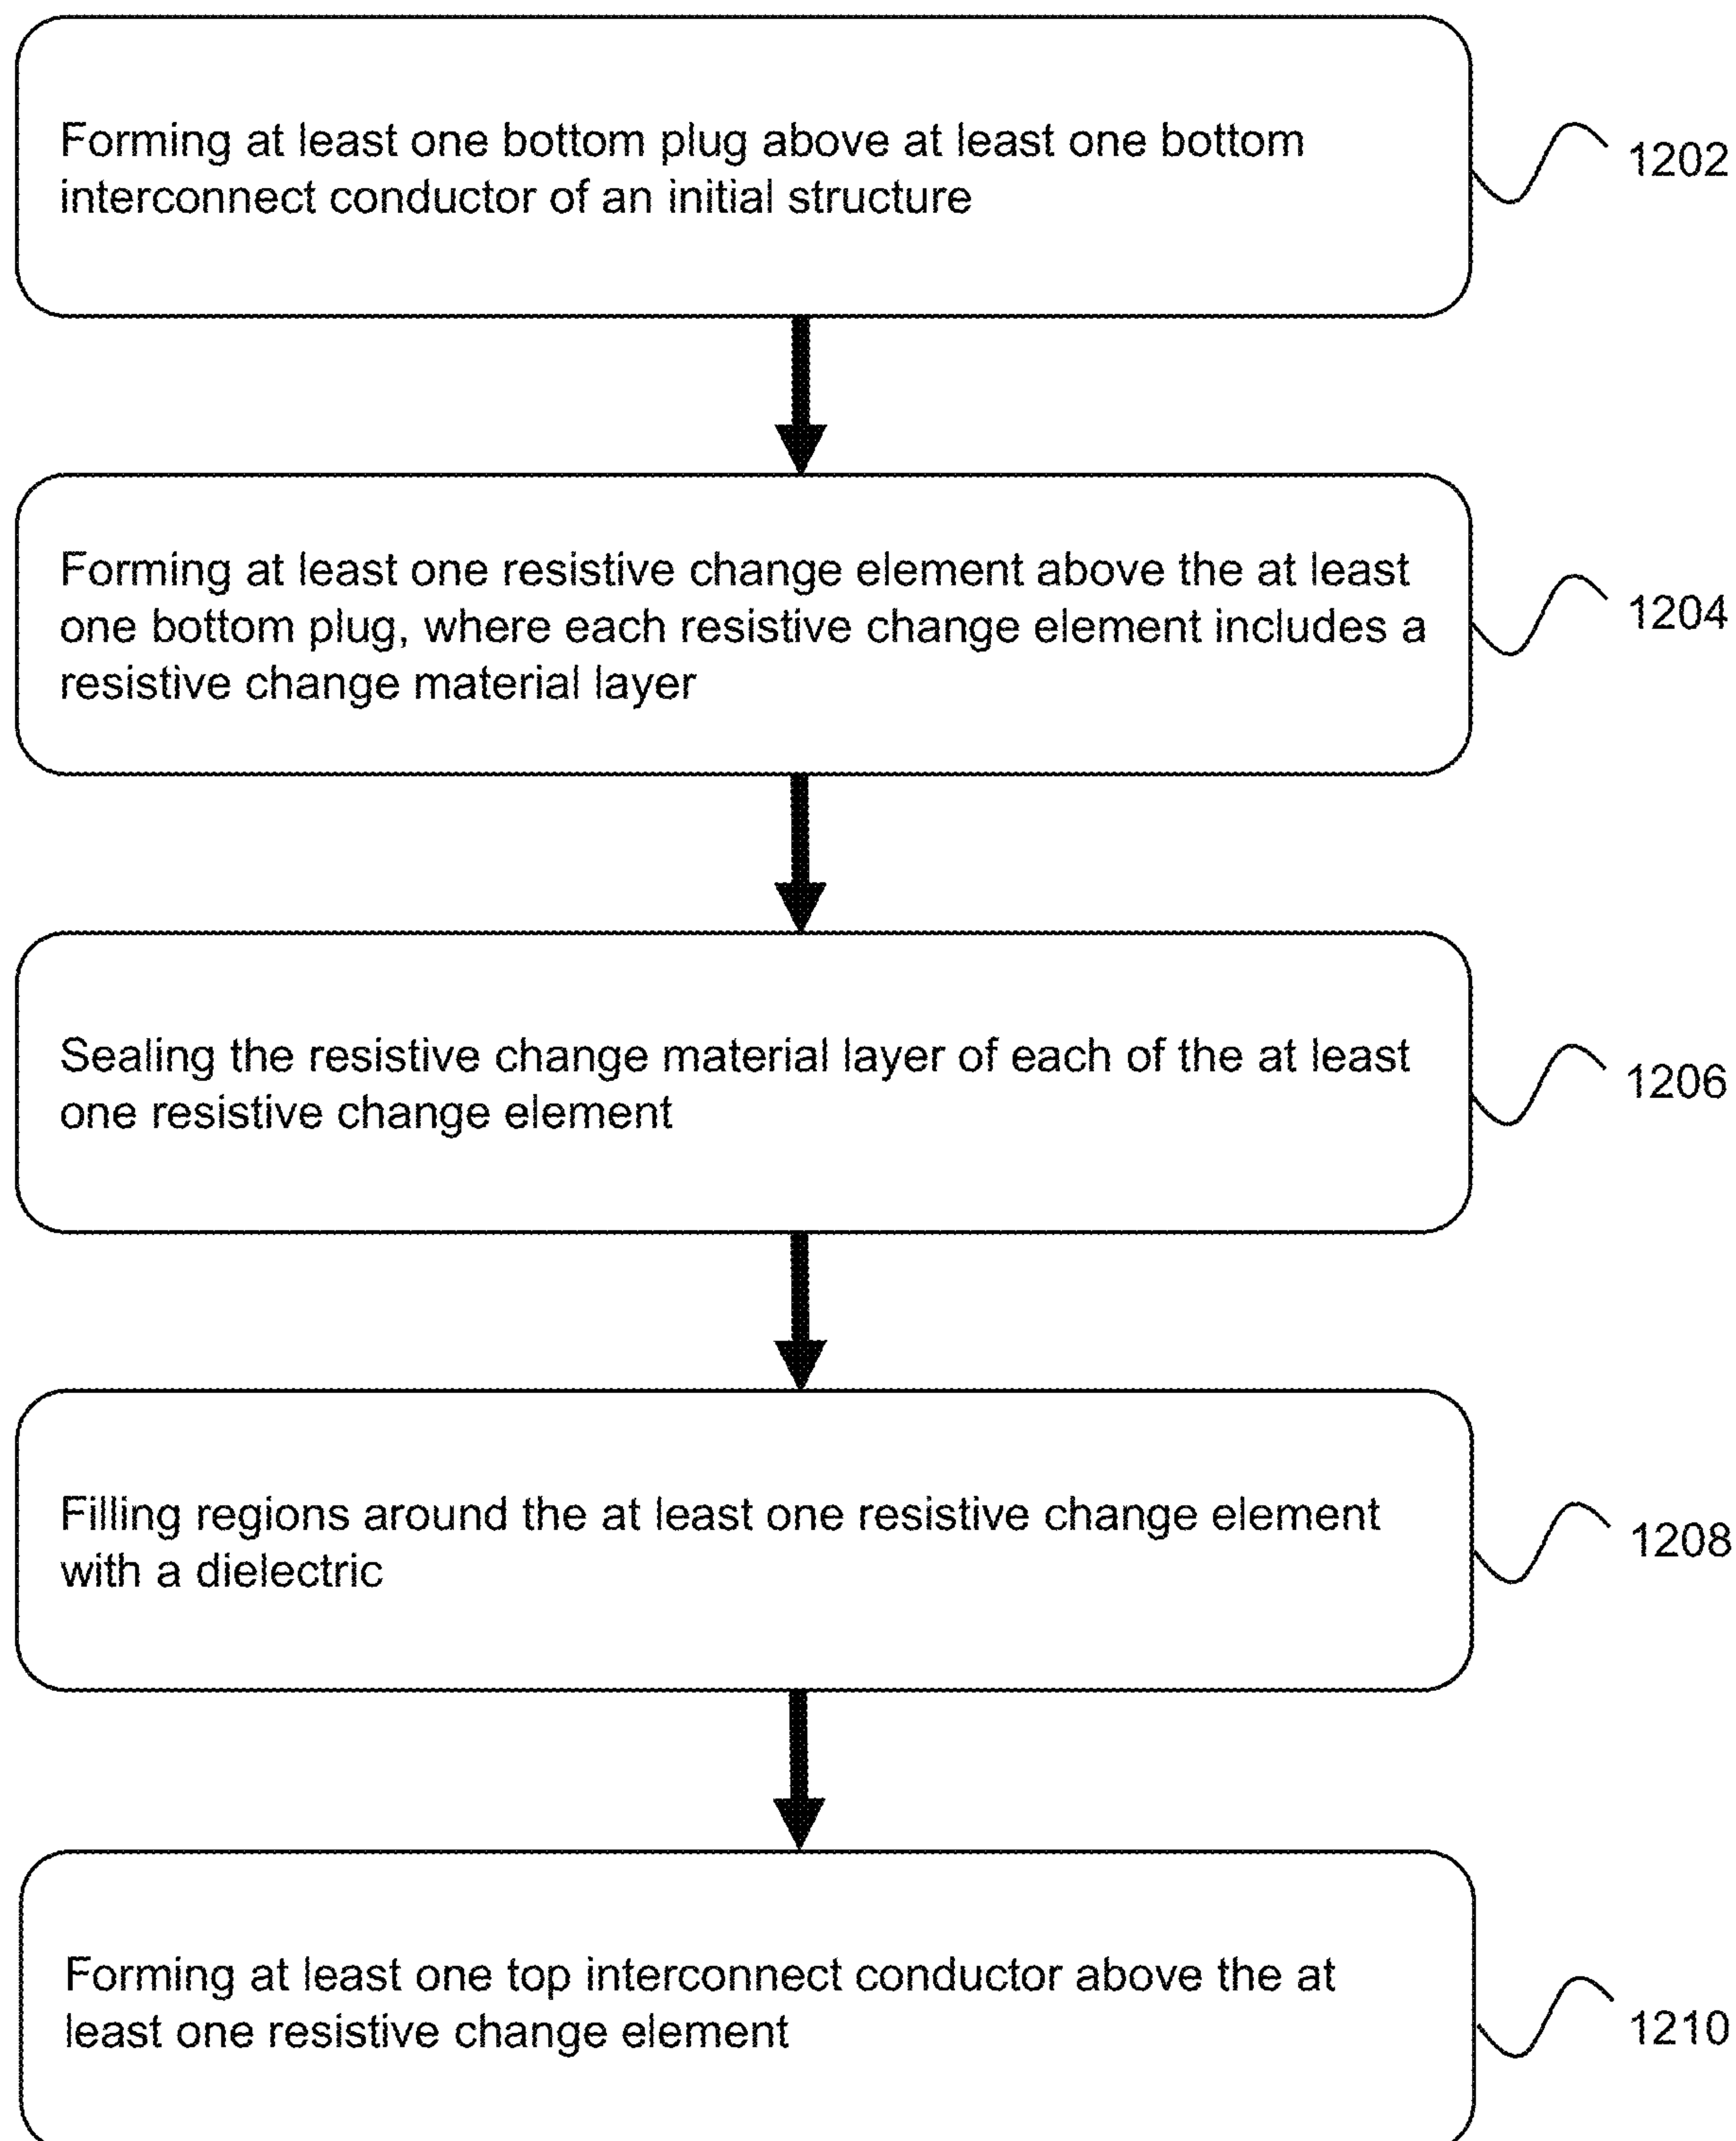 Forming at least one bottom plug above at least one bottom
interconnect conductor of an initial structure
1202
Forming at least one resistive change element above the at least
one bottom plug, where each resistive change element includes a
resistive change material layer
1204
Sealing the resistive change material layer of each of the at least
one resistive change element
1206
Filling regions around the at least one resistive change element
with a dielectric
1208
Forming at least one top interconnect conductor above the at
least one resistive change element
1210